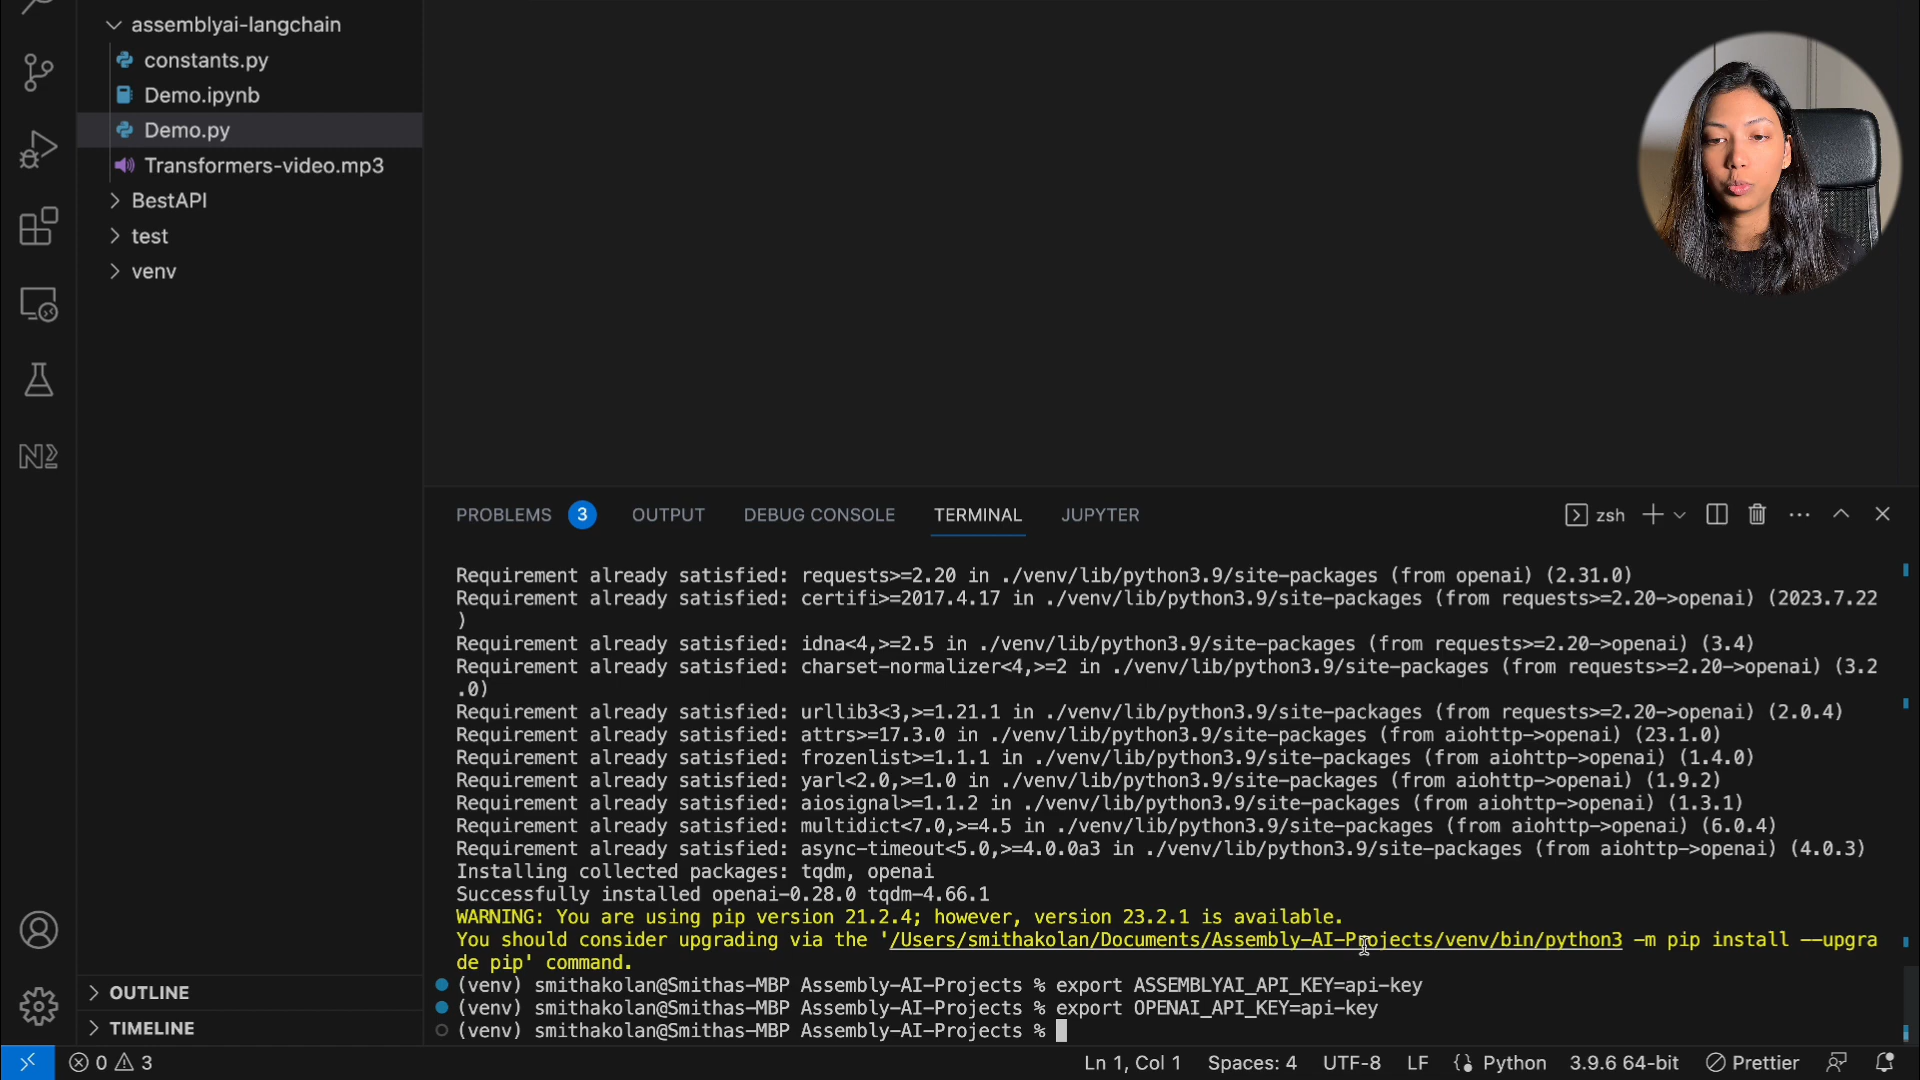 assemblyai-langchain
constants.py
Demo.ipynb
Demo.py
Transformers-video.mp3
BestAPI
test
venv
PROBLEMS 3 OUTPUT DEBUG CONSOLE TERMINAL JUPYTER zsh
Requirement already satisfied: requests>=2.20 in ./venv/lib/python3.9/site-packages (from openai) (2.31.0)
Requirement already satisfied: certifi>=2017.4.17 in ./venv/lib/python3.9/site-packages (from requests>=2.20->openai) (2023.7.22
)
Requirement already satisfied: idna<4,>=2.5 in ./venv/lib/python3.9/site-packages (from requests>=2.20->openai) (3.4)
Requirement already satisfied: charset-normalizer<4,>=2 in ./venv/lib/python3.9/site-packages (from requests>=2.20->openai) (3.2
.0)
Requirement already satisfied: urllib3<3,>=1.21.1 in ./venv/lib/python3.9/site-packages (from requests>=2.20->openai) (2.0.4)
Requirement already satisfied: attrs>=17.3.0 in ./venv/lib/python3.9/site-packages (from aiohttp->openai) (23.1.0)
Requirement already satisfied: frozenlist>=1.1.1 in ./venv/lib/python3.9/site-packages (from aiohttp->openai) (1.4.0)
Requirement already satisfied: yarl<2.0,>=1.0 in ./venv/lib/python3.9/site-packages (from aiohttp->openai) (1.9.2)
Requirement already satisfied: aiosignal>=1.1.2 in ./venv/lib/python3.9/site-packages (from aiohttp->openai) (1.3.1)
Requirement already satisfied: multidict<7.0,>=4.5 in ./venv/lib/python3.9/site-packages (from aiohttp->openai) (6.0.4)
Requirement already satisfied: async-timeout<5.0,>=4.0.0a3 in ./venv/lib/python3.9/site-packages (from aiohttp->openai) (4.0.3)
Installing collected packages: tqdm, openai
Successfully installed openai-0.28.0 tqdm-4.66.1
WARNING: You are using pip version 21.2.4; however, version 23.2.1 is available.
You should consider upgrading via the '/Users/smithakolan/Documents/Assembly-AI-Projects/venv/bin/python3 -m pip install --upgra
de pip' command.
(venv) smithakolan@Smithas-MBP Assembly-AI-Projects % export ASSEMBLYAI_API_KEY=api-key
(venv) smithakolan@Smithas-MBP Assembly-AI-Projects % export OPENAI_API_KEY=api-key
(venv) smithakolan@Smithas-MBP Assembly-AI-Projects %
OUTLINE
TIMELINE
0 3 Ln 1, Col 1 Spaces: 4 UTF-8 LF Python 3.9.6 64-bit Prettier